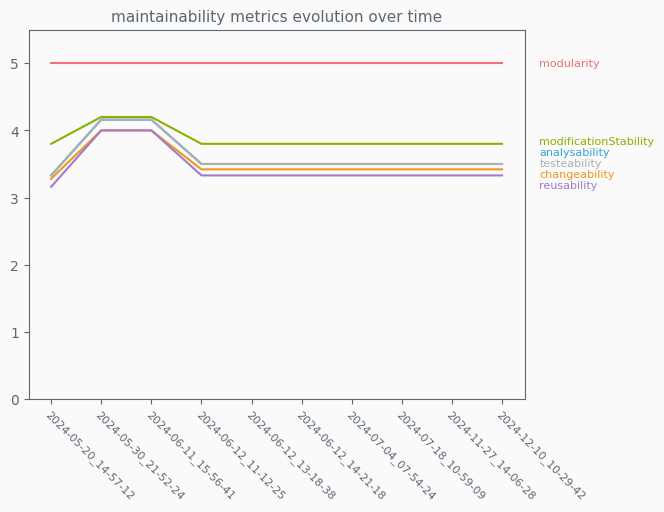 maintainability metrics evolution over time
5
4
3
2
1
0
modularity
modificationStability
analysability
testeability
changeability
reusability
2024-05-20_14-57-12
2024-05-30_21-52-24
2024-06-11_15-56-41
2024-06-12_11-12-25
2024-06-12_13-18-38
2024-06-12_14-21-18
2024-07-04_07-54-24
2024-07-18_10-59-09
2024-11-27_14-06-28
2024-12-10_10-29-42